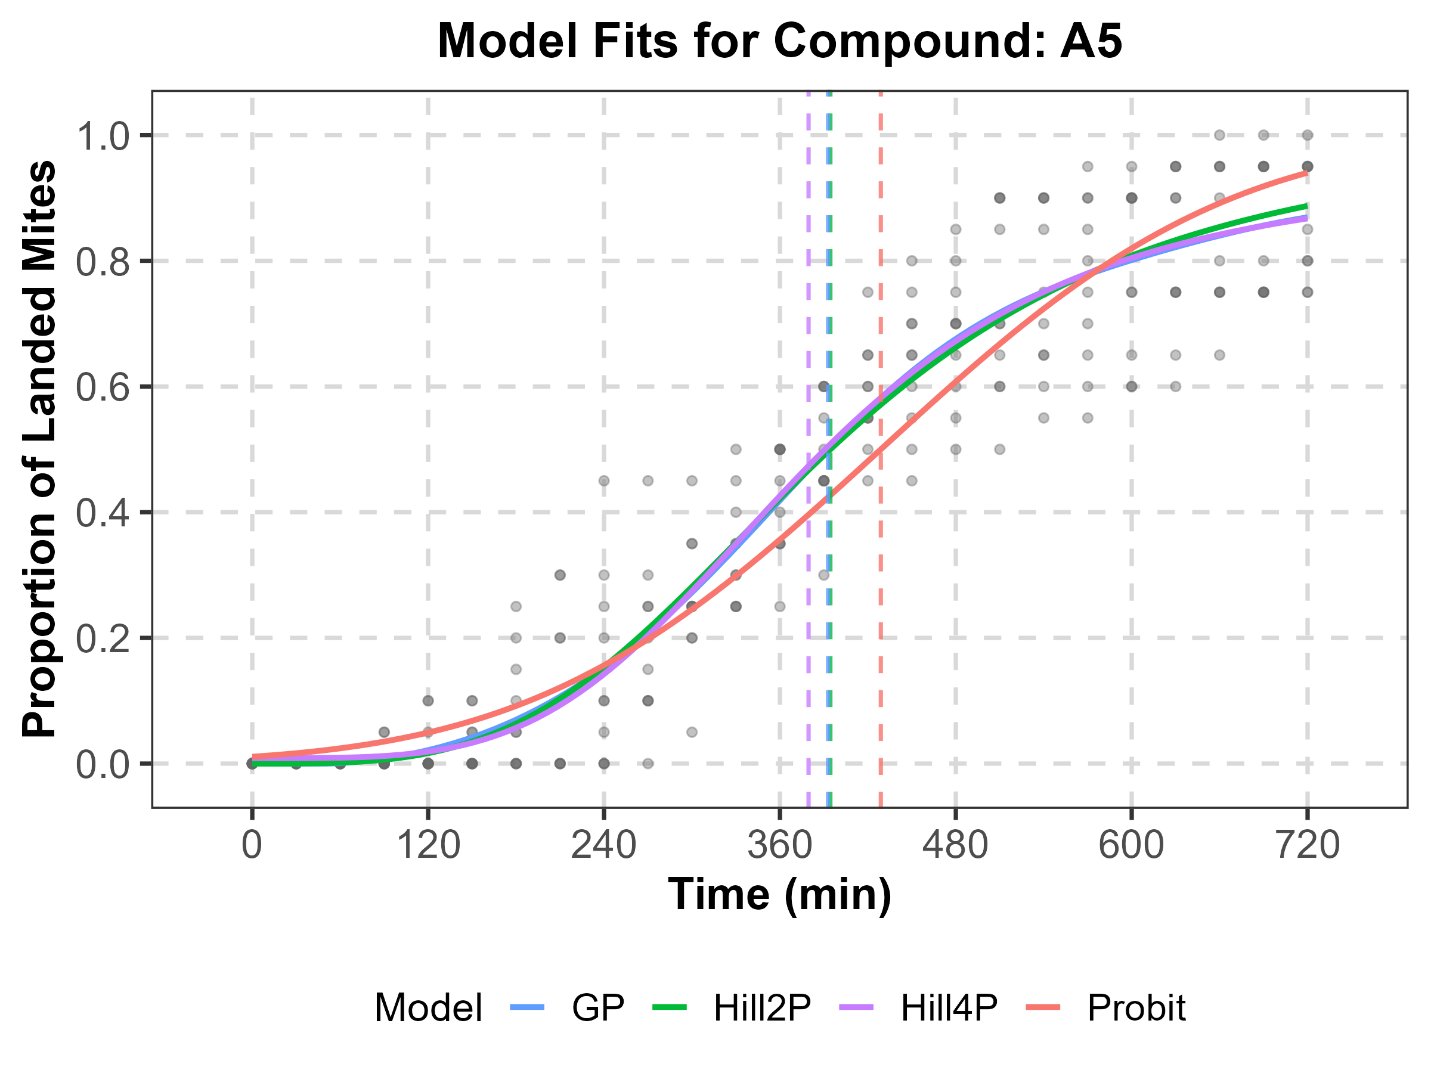 Model Fits for Compound: A5
Proportion of Landed Mites
1.0
0.8
0.6
0.4
0.2
0.0
0 120 240 360 480 600 720
Time (min)
Model GP Hill2P Hill4P Probit